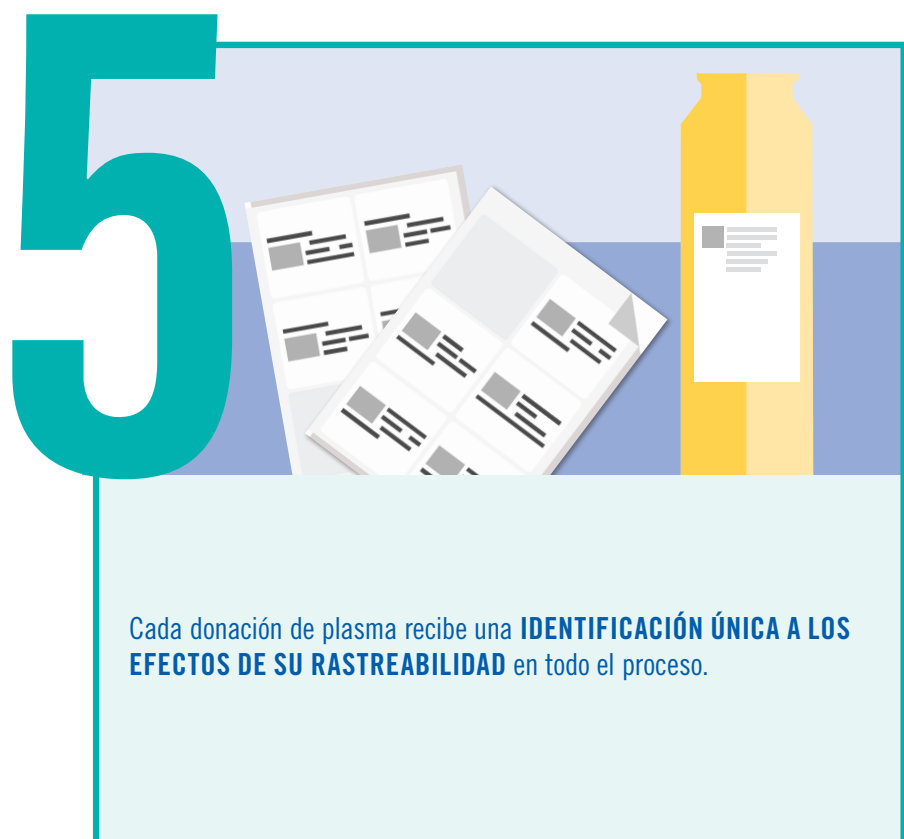 5
Cada donación de plasma recibe una IDENTIFICACIÓN ÚNICA A LOS
EFECTOS DE SU RASTREABILIDAD en todo el proceso.